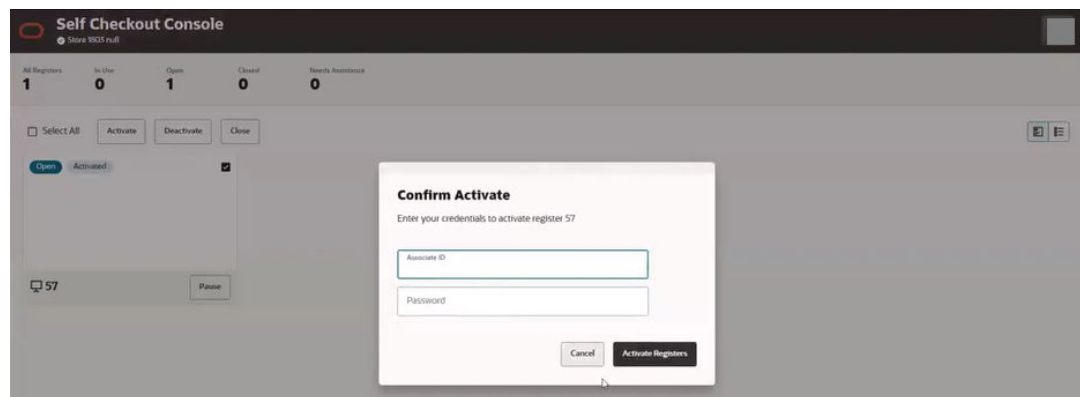 Self Checkout Console
Store 1803 null
All Registers In Use Open Closed Needs Assistance
1 0 1 0 0
Select All Activate Deactivate Close
Open Activated
Confirm Activate
Enter your credentials to activate register 57
Associate ID
57 Pause
Password
Cancel Activate Registers